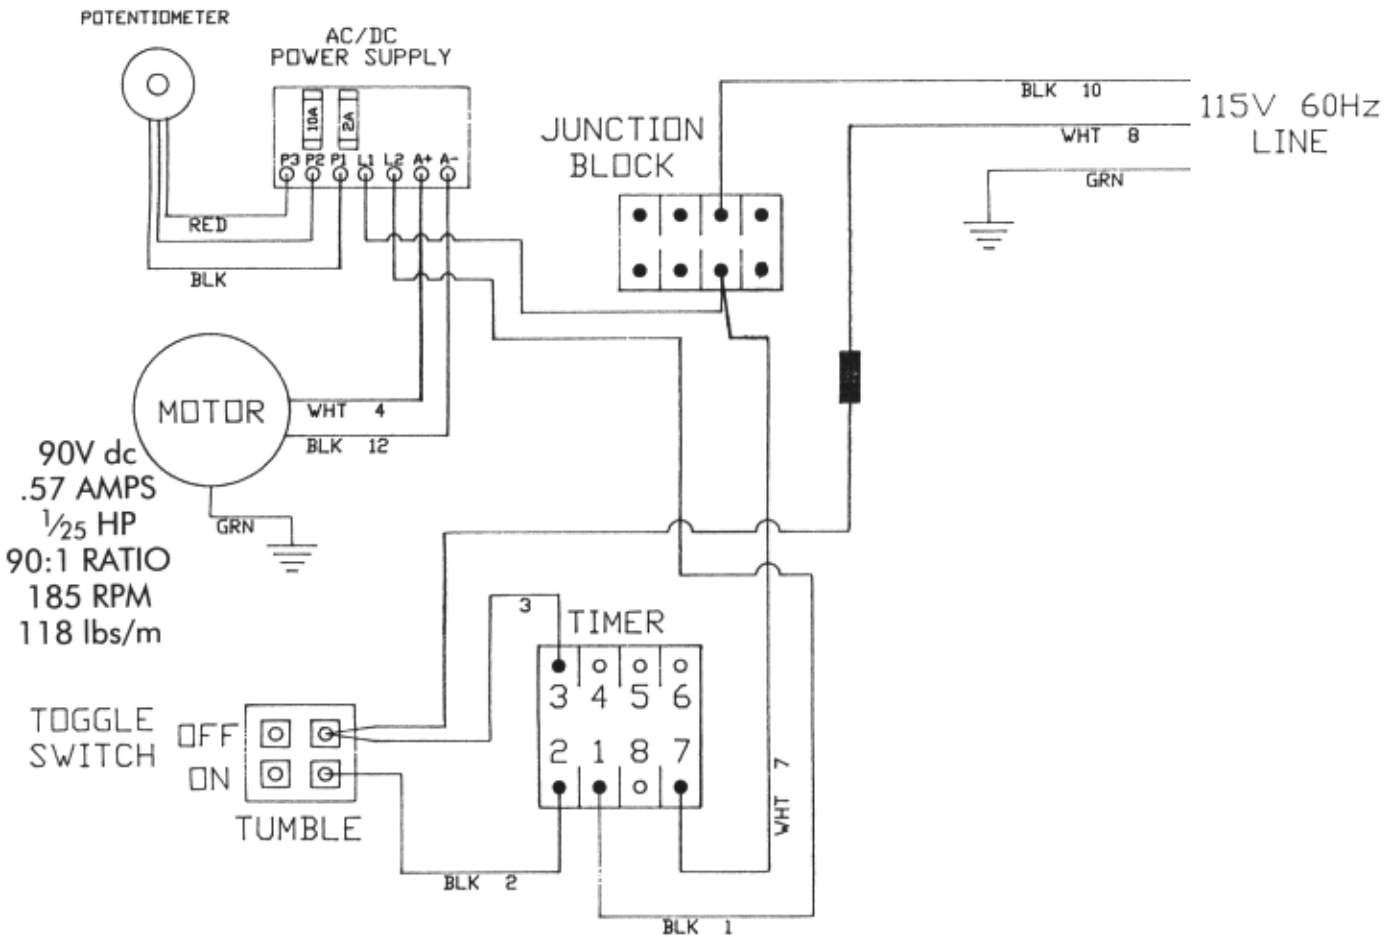 POTENTIOMETER
AC/DC
POWER SUPPLY
10A
2A
P3 P2 P1 L1 L2 A+ A-
RED
BLK
JUNCTION
BLOCK
BLK 10
WHT 8
GRN
115V 60Hz
LINE
MOTOR
WHT 4
BLK 12
GRN
90V dc
.57 AMPS
1/25 HP
90:1 RATIO
185 RPM
118 lbs/m
3
TIMER
3 4 5 6
2 1 8 7
WHT 7
TOGGLE
SWITCH
OFF
ON
TUMBLE
BLK 2
BLK 1